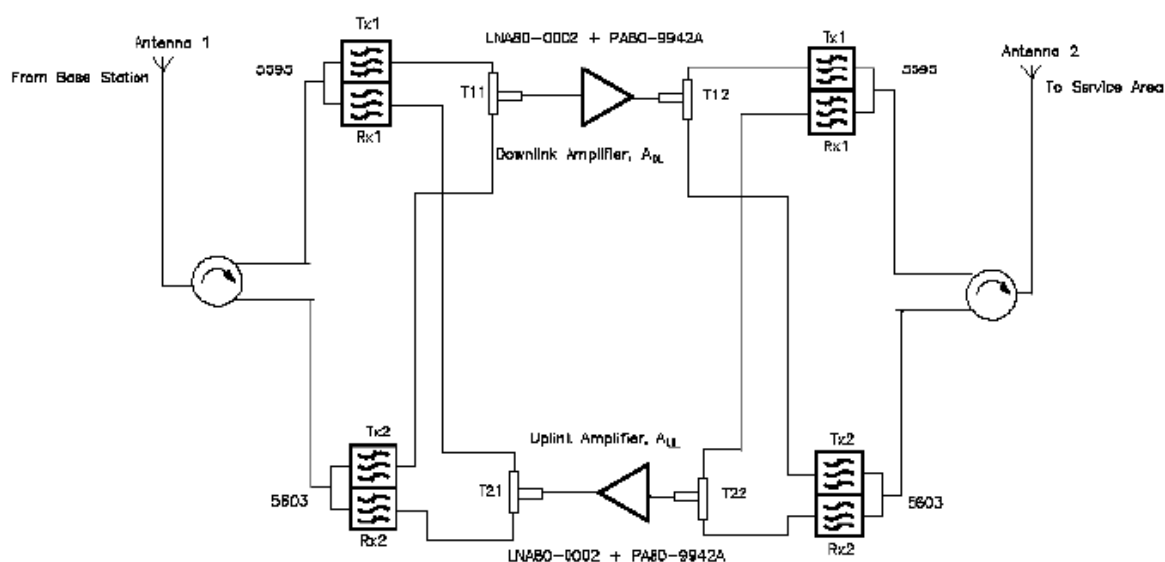 Tx1
LNA80-0002 + PA80-9942A
Tx1
Antenna 1
Antenna 2
From Base Station
5595
T11
T12
5595
To Service Area
Rx1
Rx1
Downlink Amplifier, ADL
Tx2
Uplink Amplifier, AUL
Tx2
T21
T22
5603
5603
Rx2
Rx2
LNA80-0002 + PA80-9942A